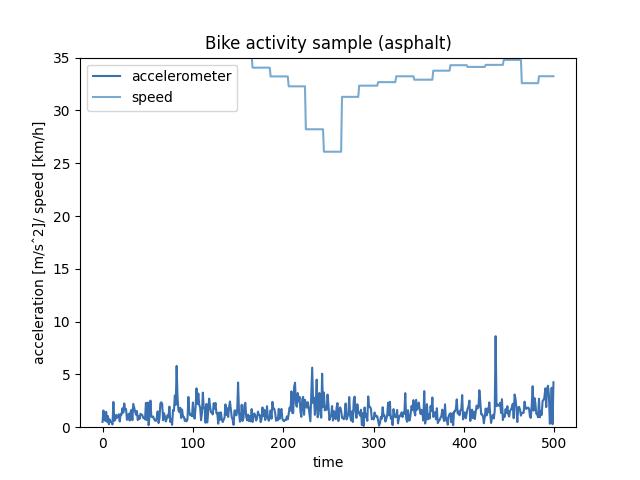 Bike activity sample (asphalt)
accelerometer
speed
acceleration [m/sˆ2]/ speed [km/h]
35
30
25
20
15
10
5
0
0 100 200 300 400 500
time